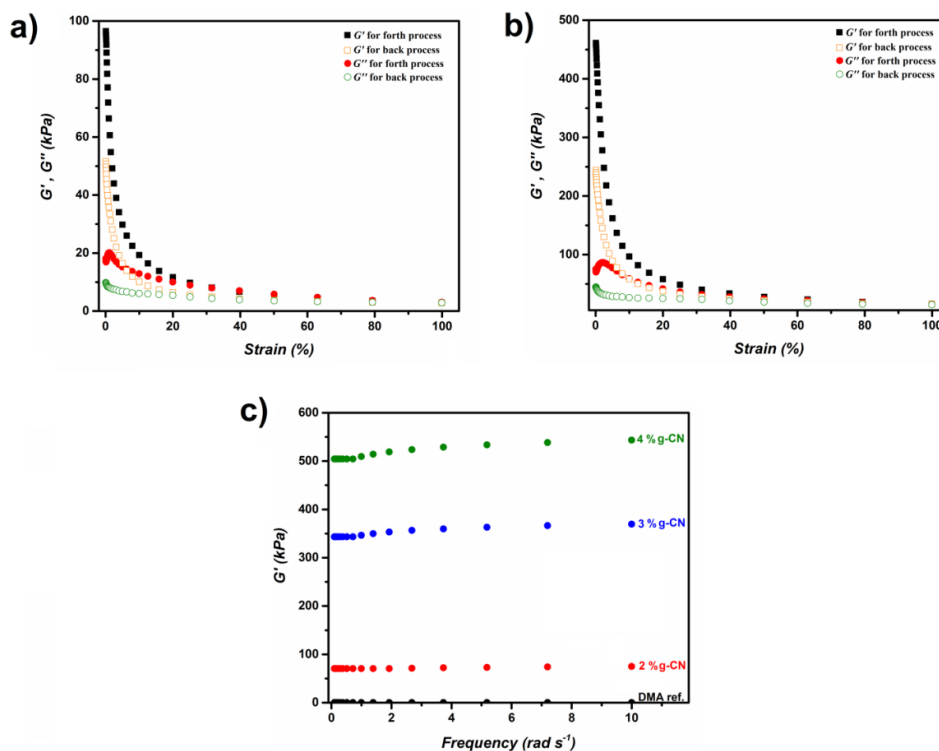 a)
G' for forth process
G' for back process
G'' for forth process
G'' for back process
G' , G'' (kPa)
100
80
60
40
20
0
0 20 40 60 80 100
Strain (%)
b)
G' for forth process
G' for back process
G'' for forth process
G'' for back process
G' , G'' (kPa)
500
400
300
200
100
0 20 40 60 80 100
Strain (%)
c)
G' (kPa)
600
500
400
300
200
100
0
4 % g-CN
3 % g-CN
2 % g-CN
DMA ref.
0 2 4 6 8 10
Frequency (rad s-1)